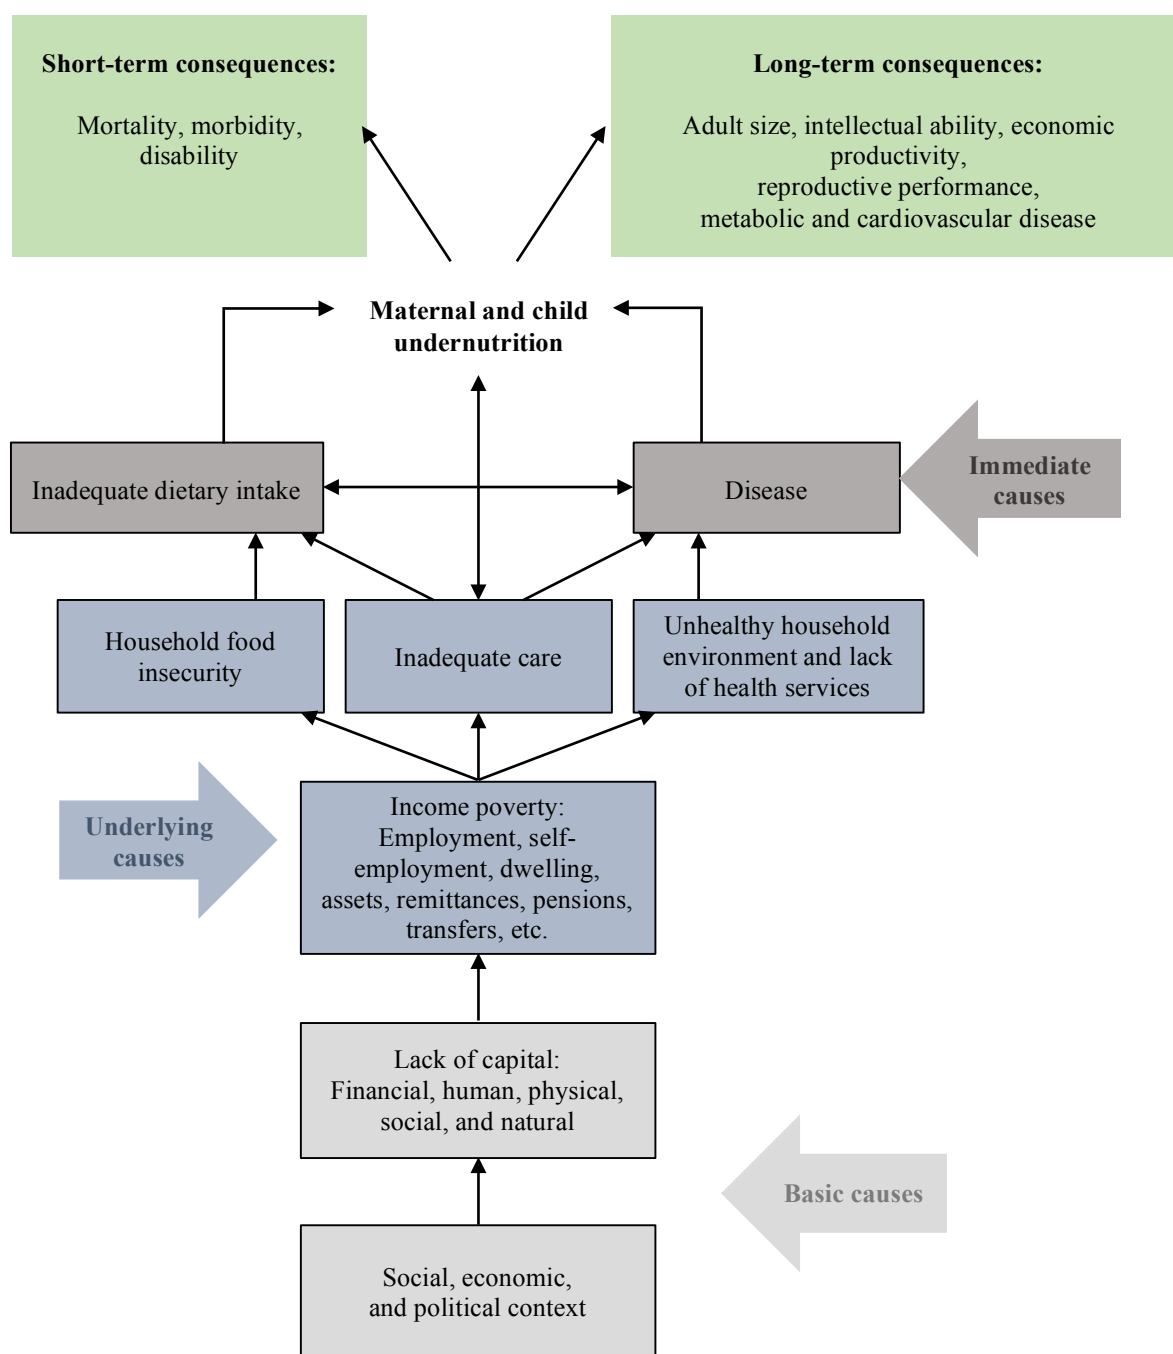 Short-term consequences:
Mortality, morbidity,
disability
Long-term consequences:
Adult size, intellectual ability, economic
productivity,
reproductive performance,
metabolic and cardiovascular disease
Maternal and child
undernutrition
Inadequate dietary intake
Disease
Immediate
causes
Household food
insecurity
Inadequate care
Unhealthy household
environment and lack
of health services
Underlying
causes
Income poverty:
Employment, self-
employment, dwelling,
assets, remittances, pensions,
transfers, etc.
Lack of capital:
Financial, human, physical,
social, and natural
Basic causes
Social, economic,
and political context